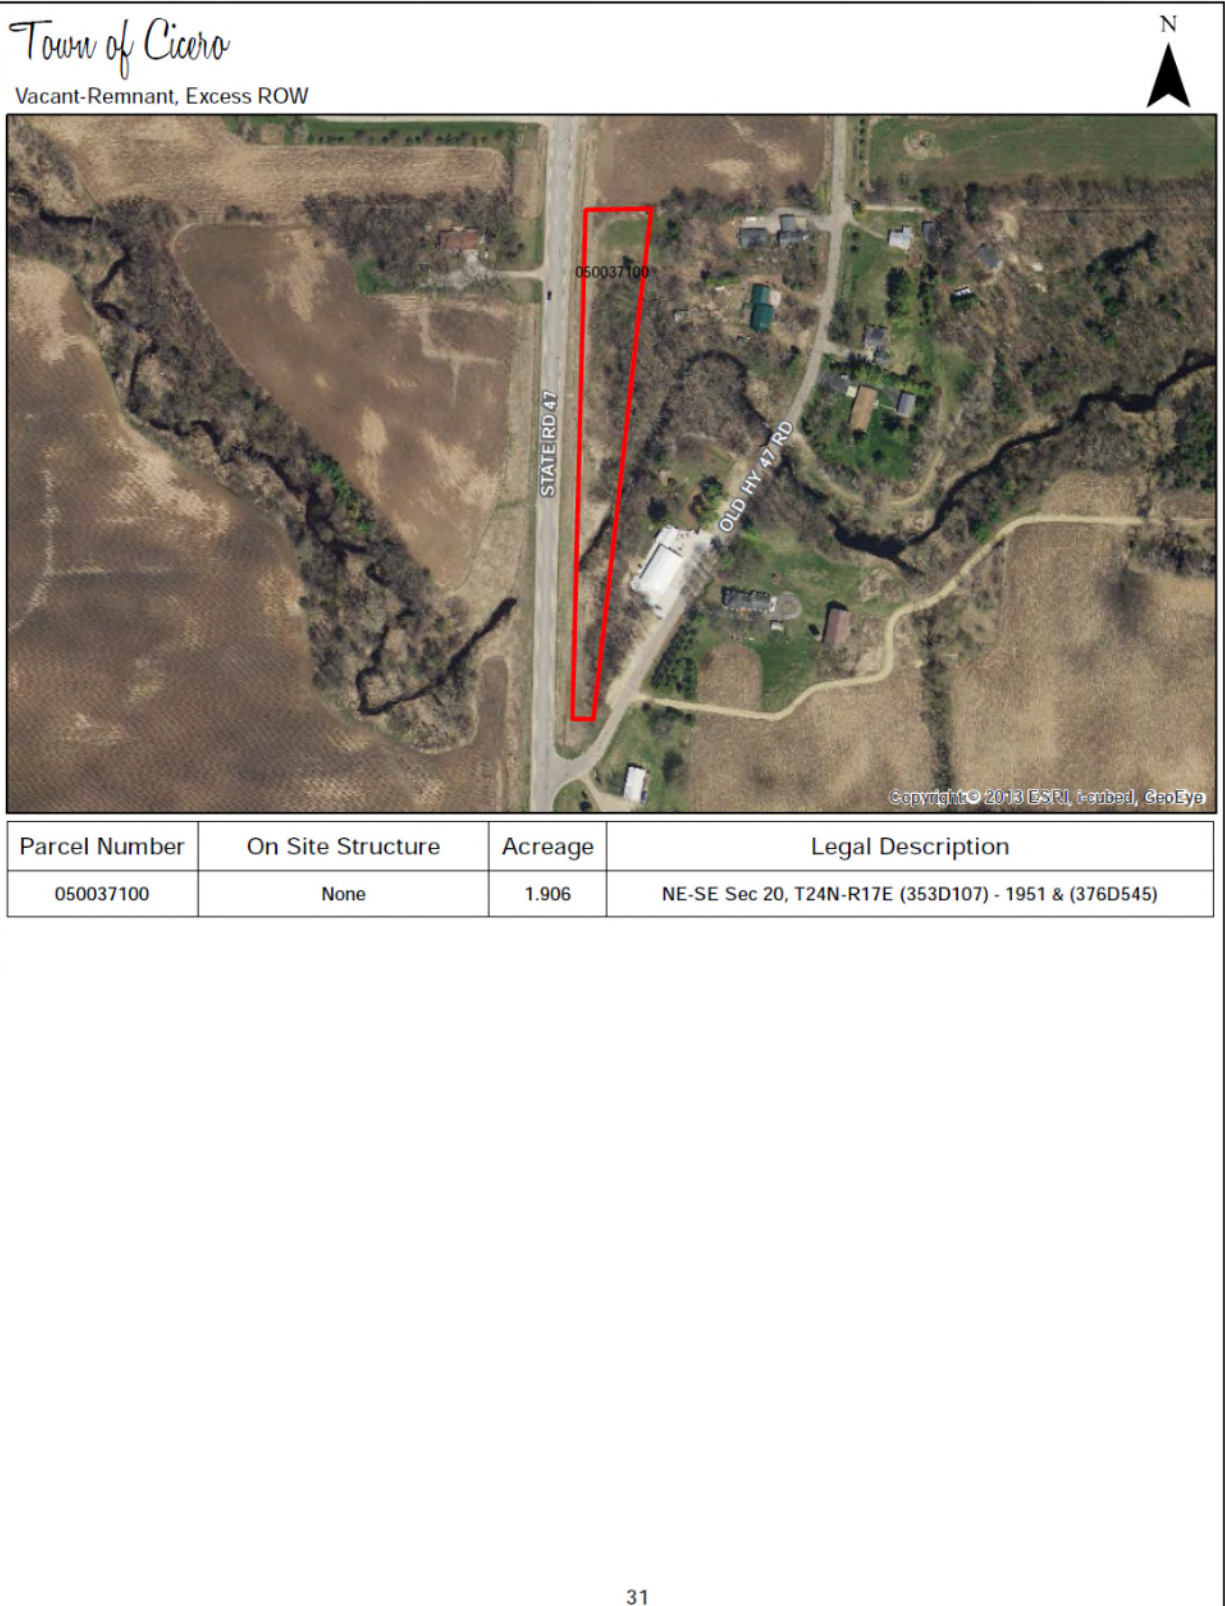 Town of Cicero
N
Vacant-Remnant, Excess ROW
050037100
STATE RD 47
OLD HY 47 RD
Copyright:© 2013 ESRI, i-cubed, GeoEye
Parcel Number On Site Structure Acreage Legal Description
050037100 None 1.906 NE-SE Sec 20, T24N-R17E (353D107) - 1951 & (376D545)
31